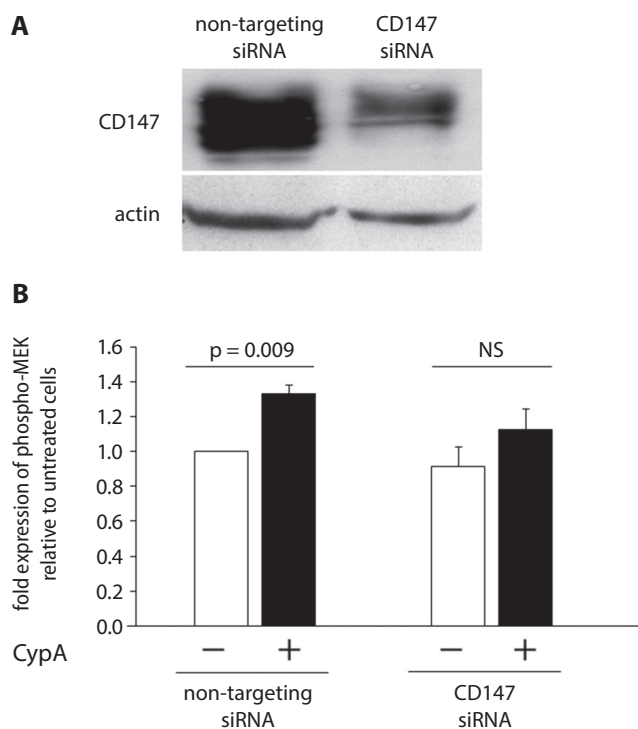 A
non-targeting
siRNA
CD147
siRNA
CD147
actin
B
fold expression of phospho-MEK
relative to untreated cells
1.6
1.4
1.2
1.0
0.8
0.6
0.4
0.2
0.0
p = 0.009
NS
CypA
− + − +
non-targeting
siRNA
CD147
siRNA